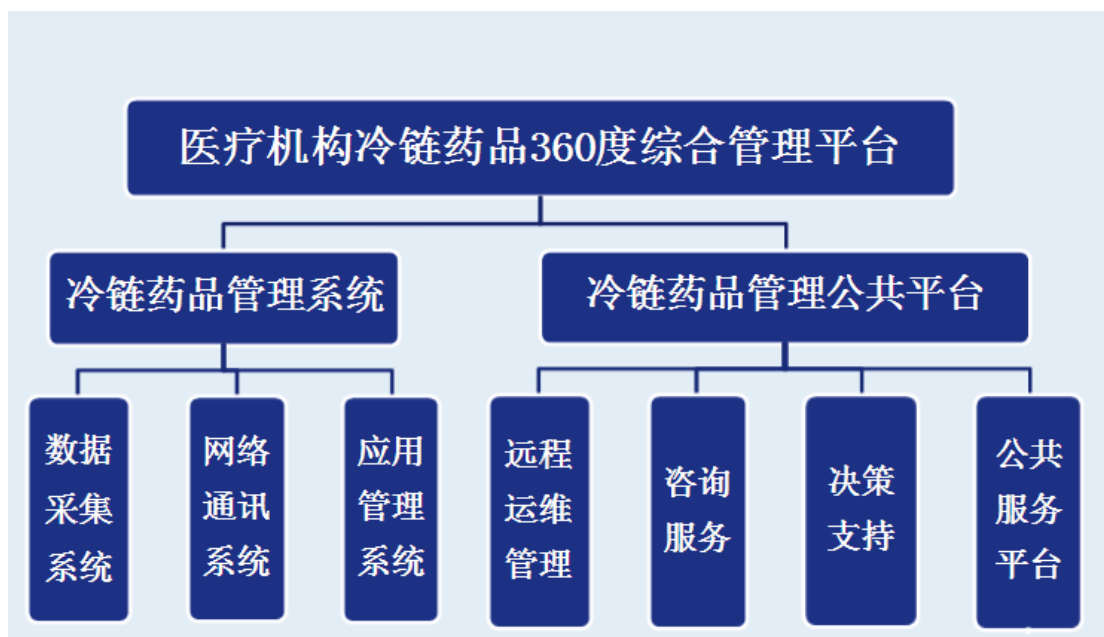 医疗机构冷链药品360度综合管理平台
冷链药品管理系统
冷链药品管理公共平台
数据
采集
系统
网络
通讯
系统
应用
管理
系统
远程
运维
管理
咨询
服务
决策
支持
公共
服务
平台